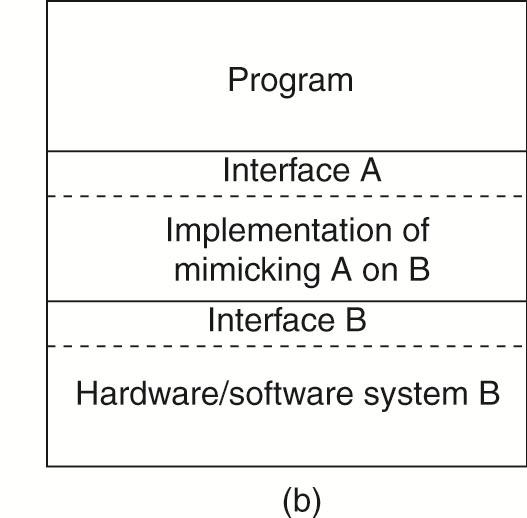 Program
Interface A
Implementation of
mimicking A on B
Interface B
Hardware/software system B
(b)